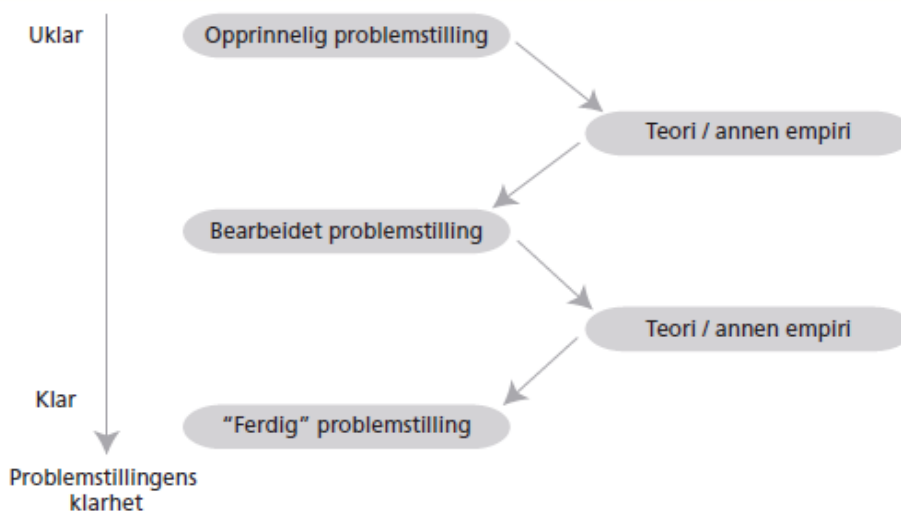 Uklar
Opprinnelig problemstilling
Teori / annen empiri
Bearbeidet problemstilling
Teori / annen empiri
Klar
“Ferdig” problemstilling
Problemstillingens
klarhet